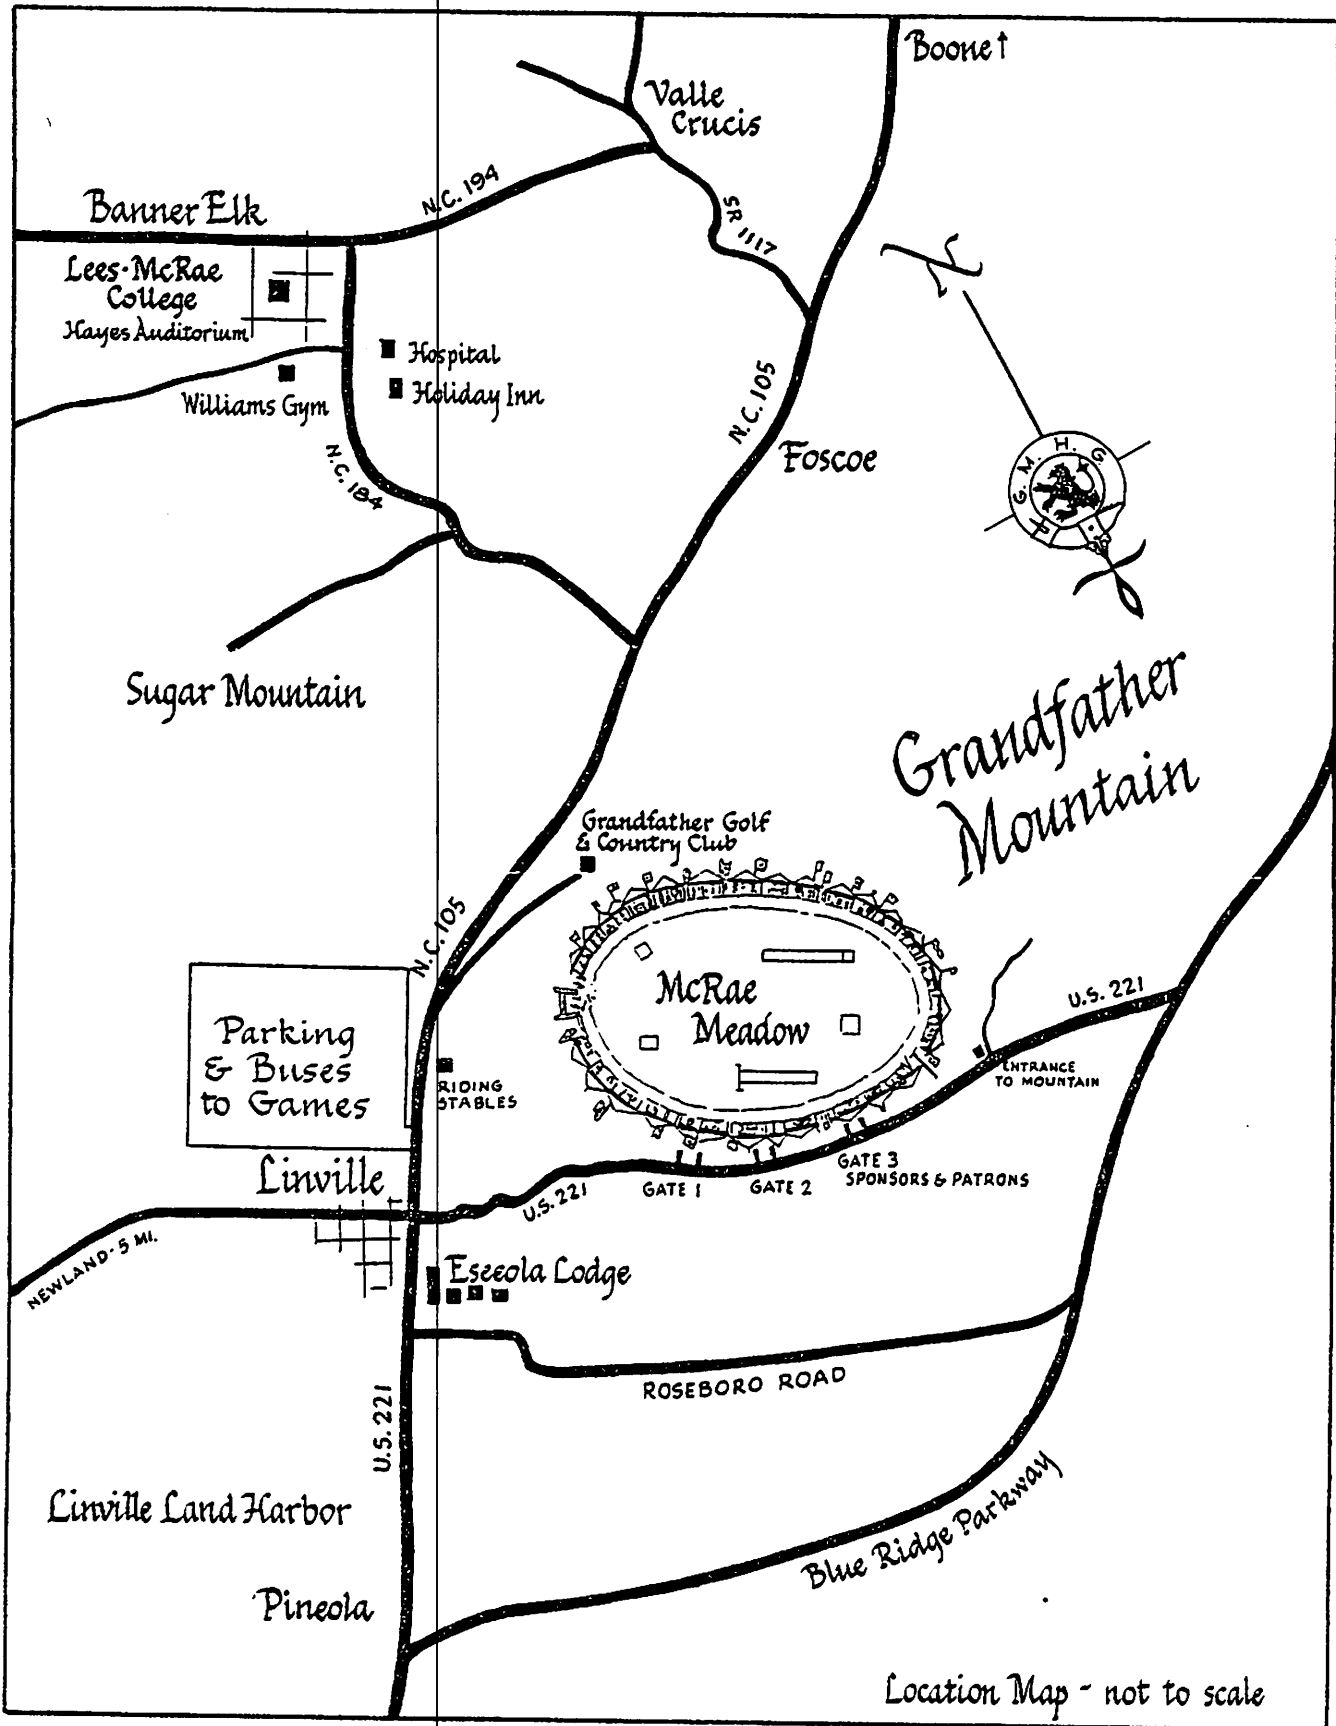 Boone↑
Valle
Crucis
N.C. 194
Banner Elk
SR 1117
Lees-McRae
College
Hayes Auditorium
Hospital
Holiday Inn
Williams Gym
N.C. 105
Foscoe
N.C. 184
G. M. H. G.
Sugar Mountain
Grandfather
Mountain
Grandfather Golf
& Country Club
N.C. 105
McRae
Meadow
U.S. 221
Parking
& Buses
to Games
RIDING
STABLES
ENTRANCE
TO MOUNTAIN
Linville
U.S. 221
GATE 1
GATE 2
GATE 3
SPONSORS & PATRONS
NEWLAND-5 MI.
Eseeola Lodge
ROSEBORO ROAD
U.S. 221
Linville Land Harbor
Blue Ridge Parkway
Pineola
Location Map - not to scale